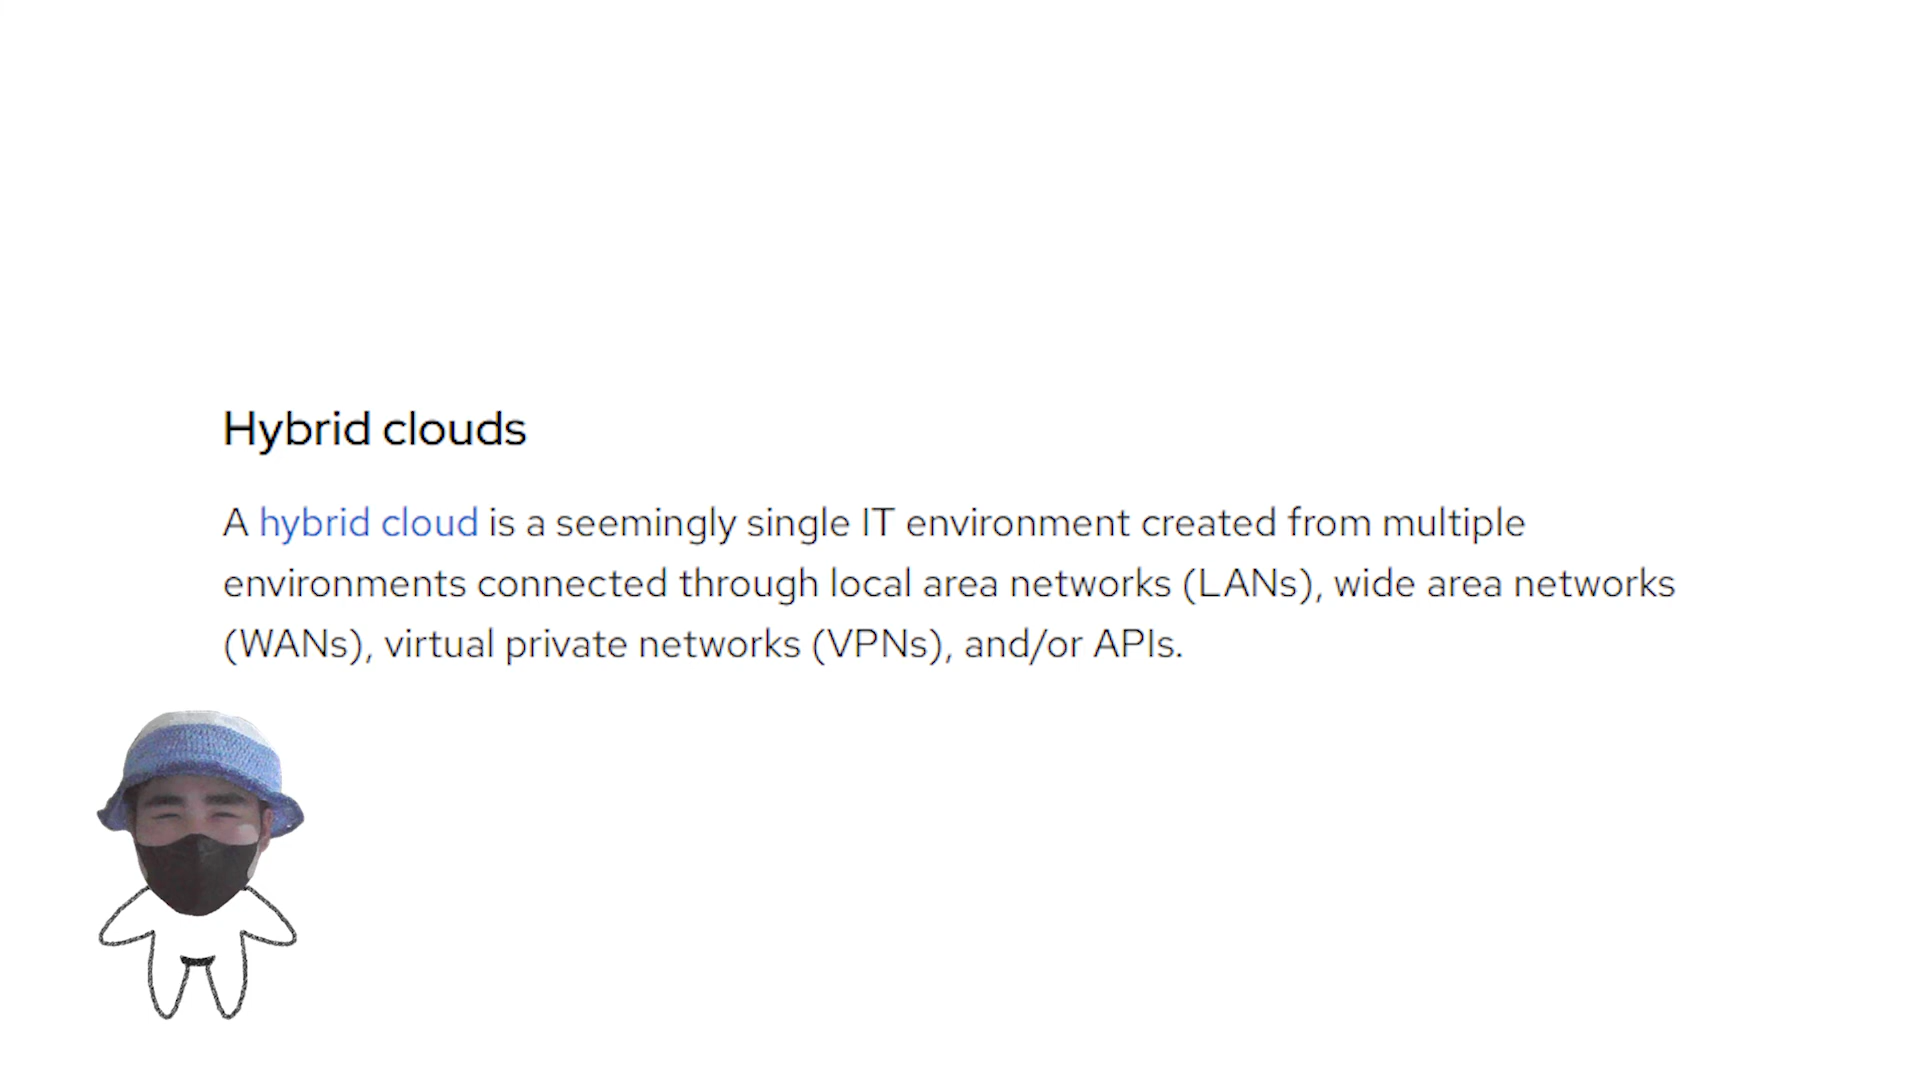 Hybrid clouds
A hybrid cloud is a seemingly single IT environment created from multiple
environments connected through local area networks (LANs), wide area networks
(WANs), virtual private networks (VPNs), and/or APIs.